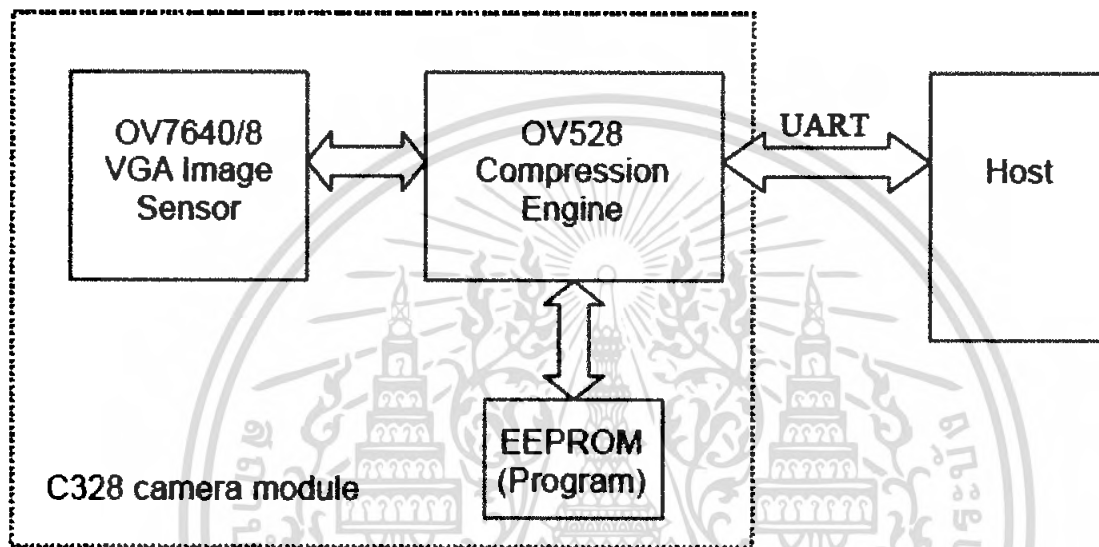 OV7640/8
VGA Image
Sensor
OV528
Compression
Engine
UART
Host
EEPROM
(Program)
C328 camera module